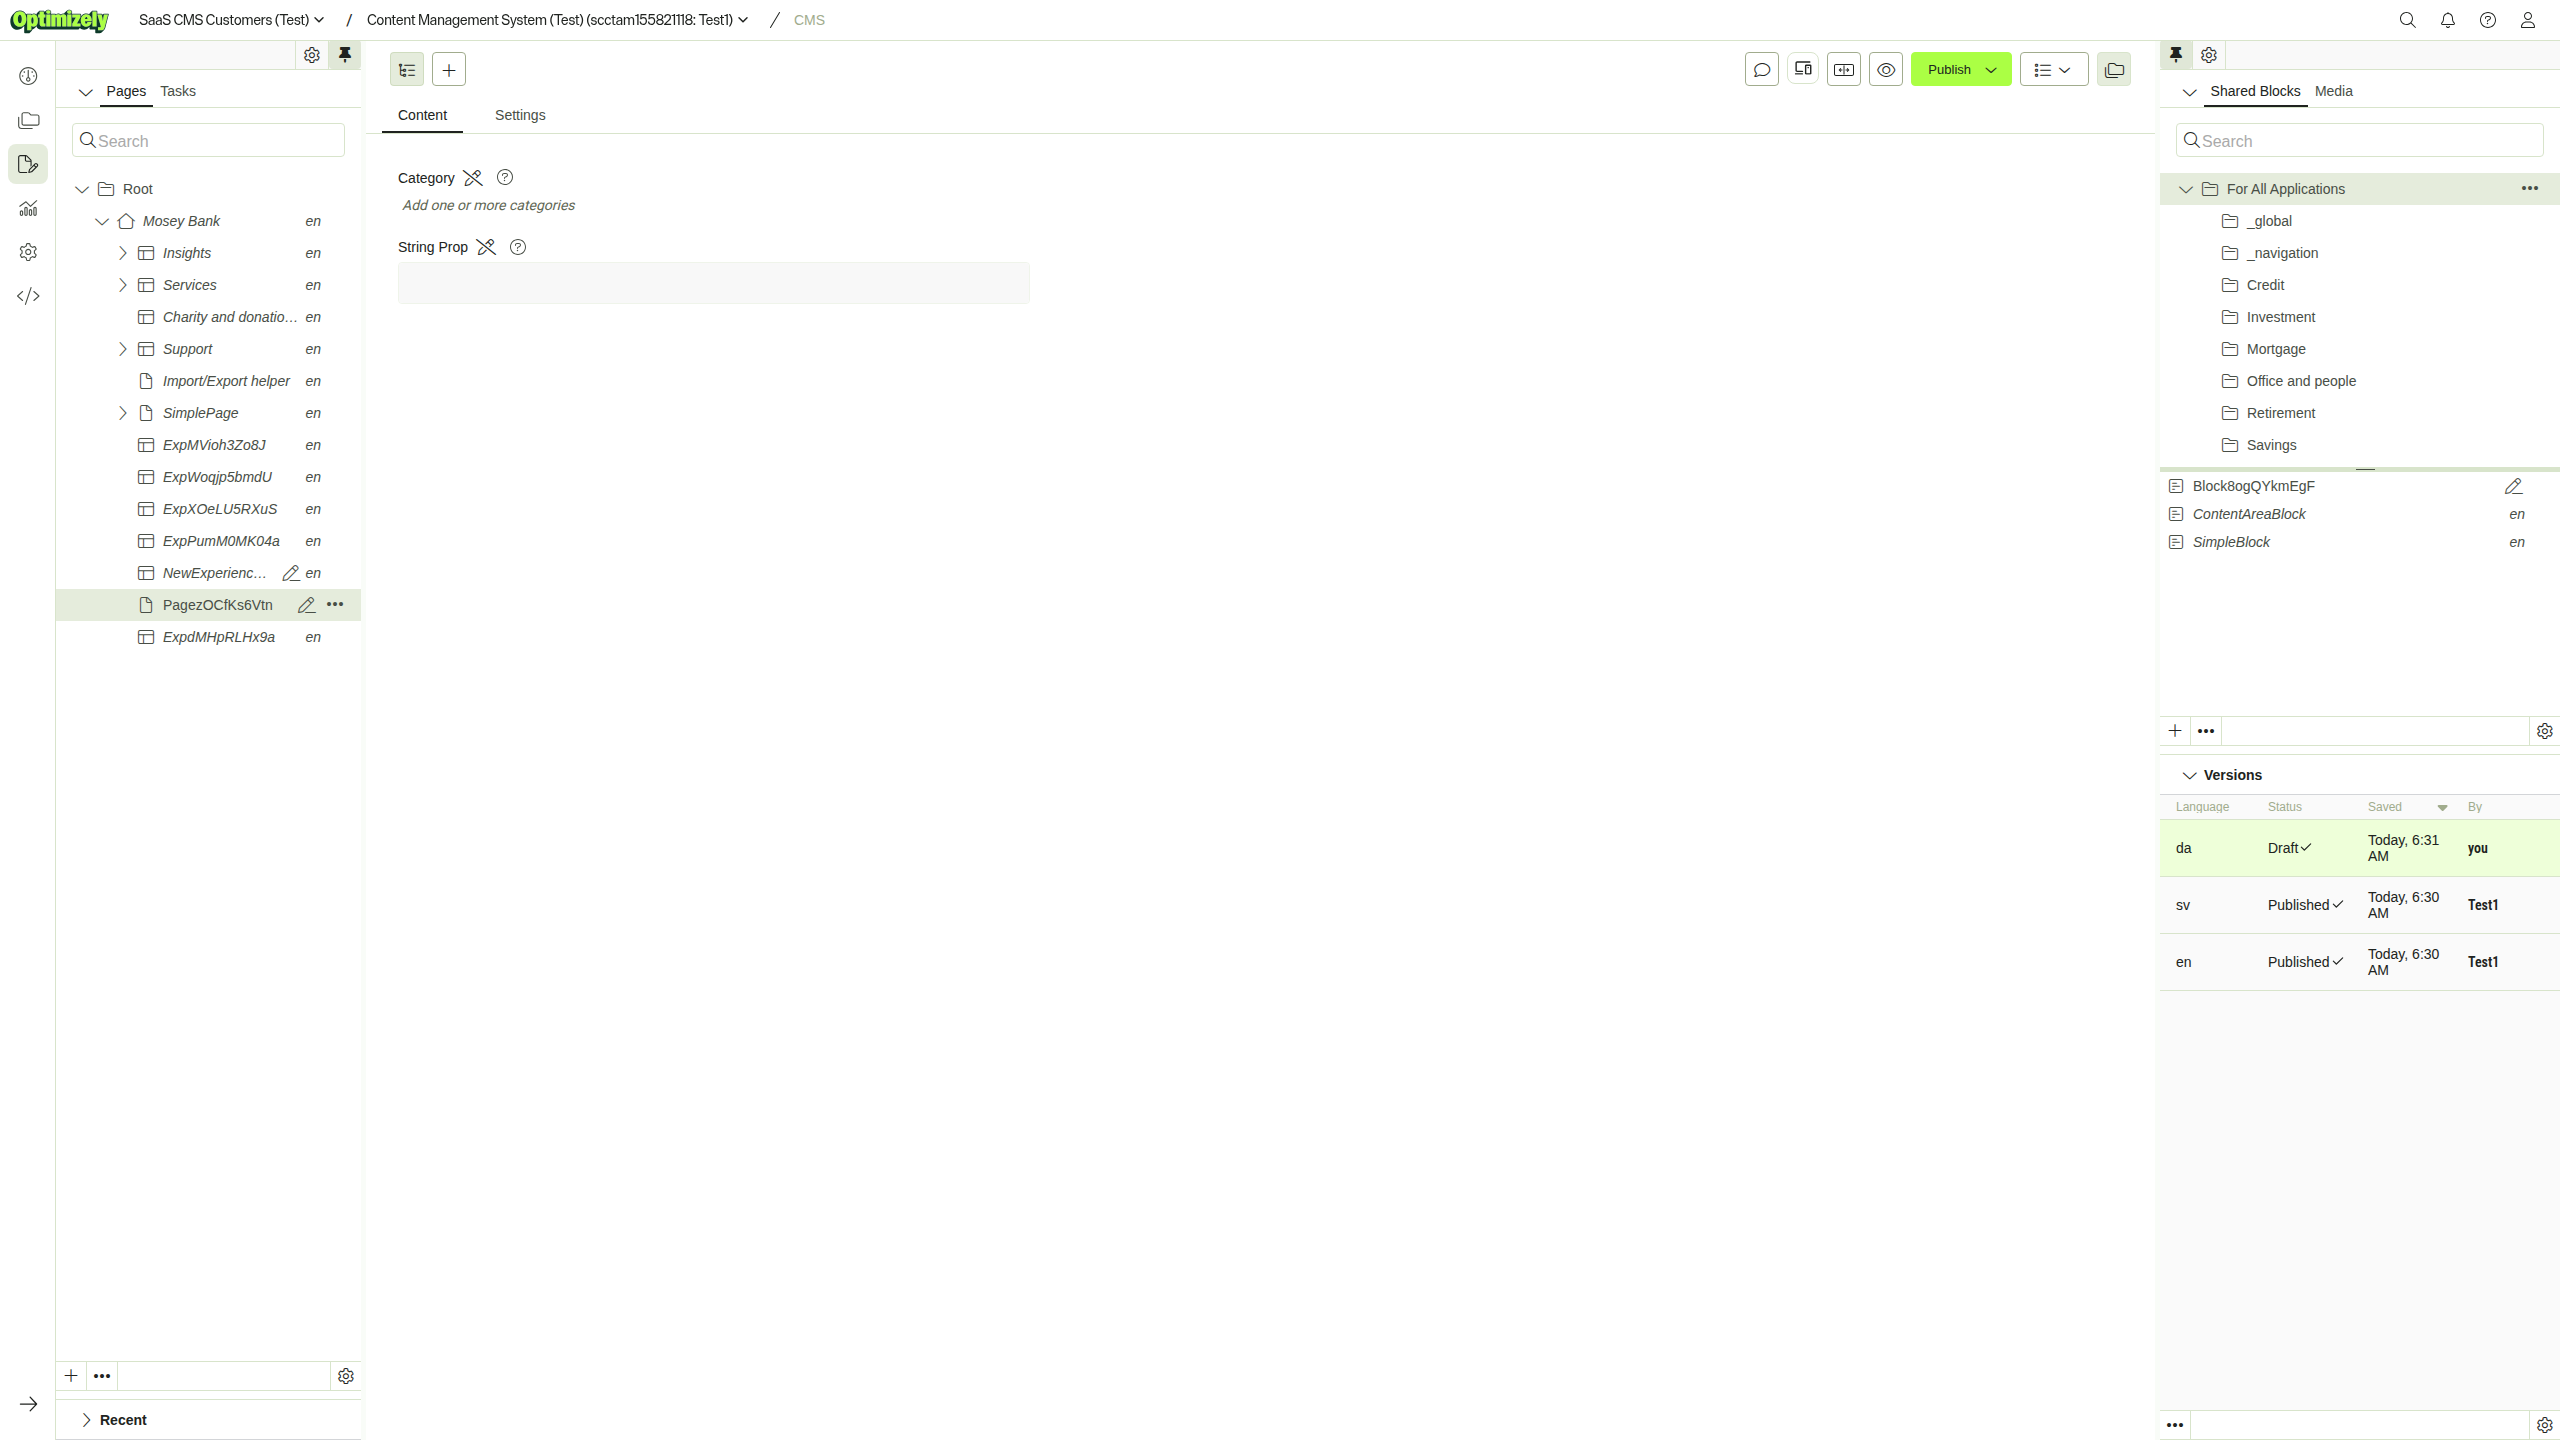 Optimizely
SaaS CMS Customers (Test) / Content Management System (Test) (scctam155821118: Test1) / CMS
Pages Tasks
Search
Root
Mosey Bank en
Insights en
Services en
Charity and donatio… en
Support en
Import/Export helper en
SimplePage en
ExpMVioh3Zo8J en
ExpWoqjp5bmdU en
ExpXOeLU5RXuS en
ExpPumM0MK04a en
NewExperienc… en
PagezOCfKs6Vtn
ExpdMHpRLHx9a en
Recent
Publish
Content Settings
Category
Add one or more categories
String Prop
Shared Blocks Media
Search
For All Applications
_global
_navigation
Credit
Investment
Mortgage
Office and people
Retirement
Savings
Block8ogQYkmEgF
ContentAreaBlock en
SimpleBlock en
Versions
Language Status Saved By
da Draft Today, 6:31 AM you
sv Published Today, 6:30 AM Test1
en Published Today, 6:30 AM Test1